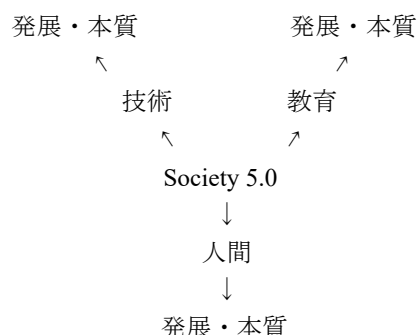 発展・本質 発展・本質
↖ ↗
技術 教育
↖ ↗
Society 5.0
↓
人間
↓
発展・本質